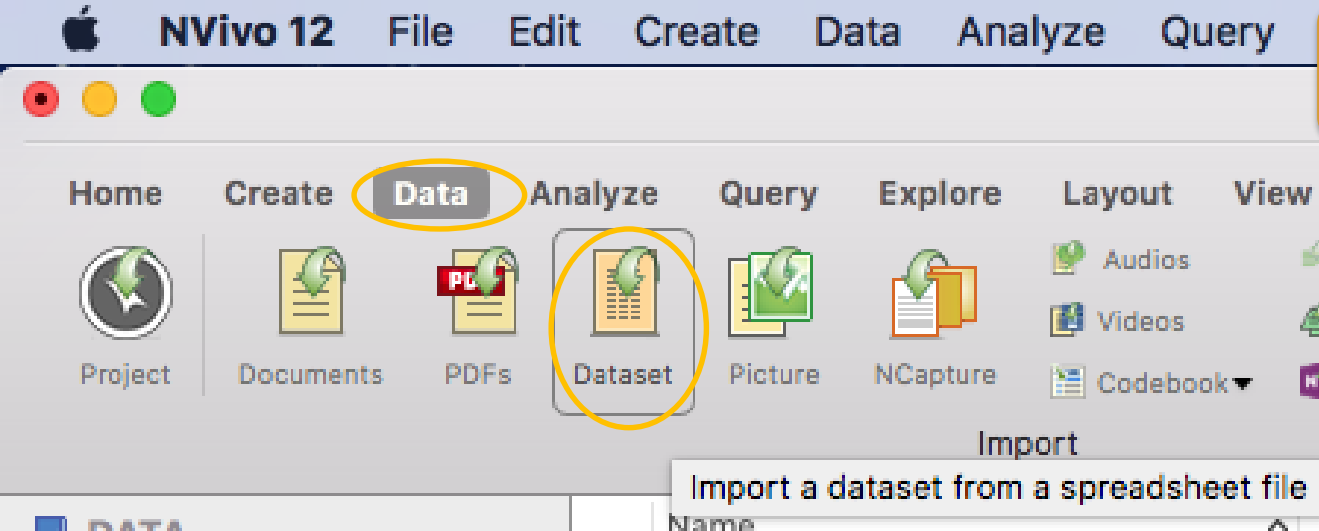 NVivo 12 File Edit Create Data Analyze Query
Home Create Data Analyze Query Explore Layout View
Audios
PDF
Videos
Project Documents PDFs Dataset Picture NCapture
Codebook
Import
Import a dataset from a spreadsheet file
DATA
Name